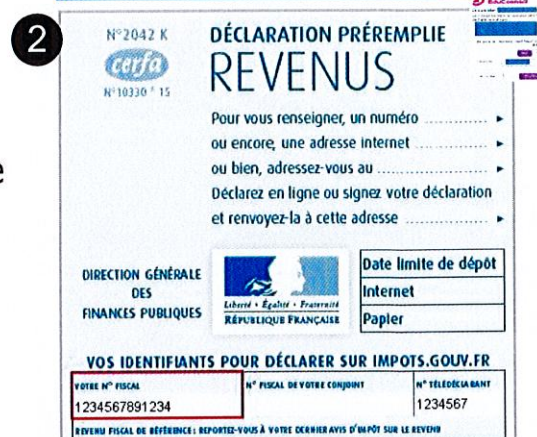 2
N°2042 K
cerfa
N°10330 * 15
DÉCLARATION PRÉREMPLIE
REVENUS
Pour vous renseigner, un numéro ..................
ou encore, une adresse internet ..................
ou bien, adressez-vous au ..................
Déclarez en ligne ou signez votre déclaration
et renvoyez-la à cette adresse ..................
e
DIRECTION GÉNÉRALE
DES
FINANCES PUBLIQUES
Liberté • Égalité • Fraternité
RÉPUBLIQUE FRANÇAISE
Date limite de dépôt
Internet
Papier
VOS IDENTIFIANTS POUR DÉCLARER SUR IMPOTS.GOUV.FR
VOTRE N° FISCAL
N° FISCAL DE VOTRE CONJOINT
N° TÉLÉDÉCLARANT
1234567891234
1234567
REVENU FISCAL DE RÉFÉRENCE : REPORTEZ-VOUS À VOTRE DERNIER AVIS D'IMPÔT SUR LE REVENU